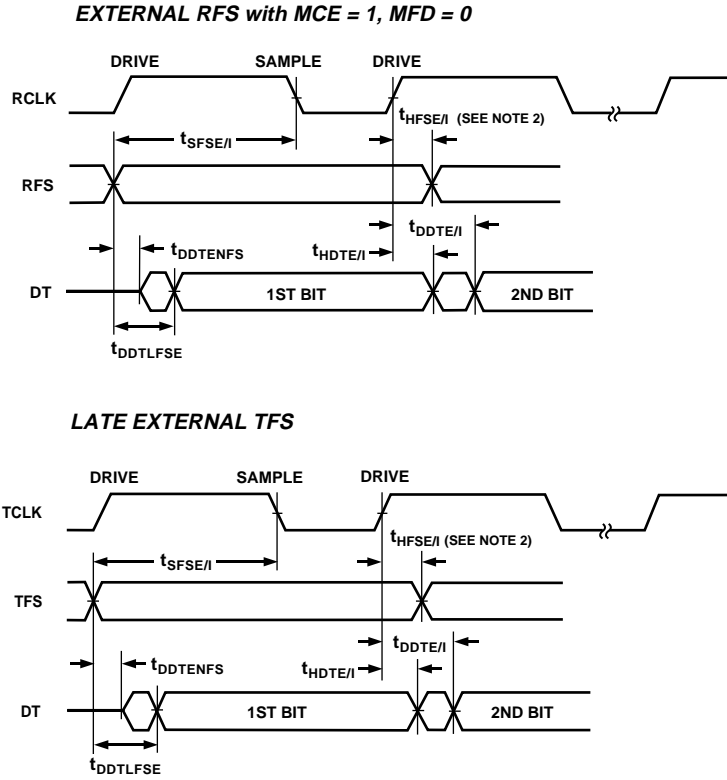 EXTERNAL RFS with MCE = 1, MFD = 0
DRIVE SAMPLE DRIVE
RCLK
tHFSE/I (SEE NOTE 2)
tSFSE/I
RFS
tDDTE/I
tDDTENFS tHDTE/I
DT 1ST BIT 2ND BIT
tDDTLFSE
LATE EXTERNAL TFS
DRIVE SAMPLE DRIVE
TCLK
tHFSE/I (SEE NOTE 2)
tSFSE/I
TFS
tDDTE/I
tDDTENFS tHDTE/I
DT 1ST BIT 2ND BIT
tDDTLFSE